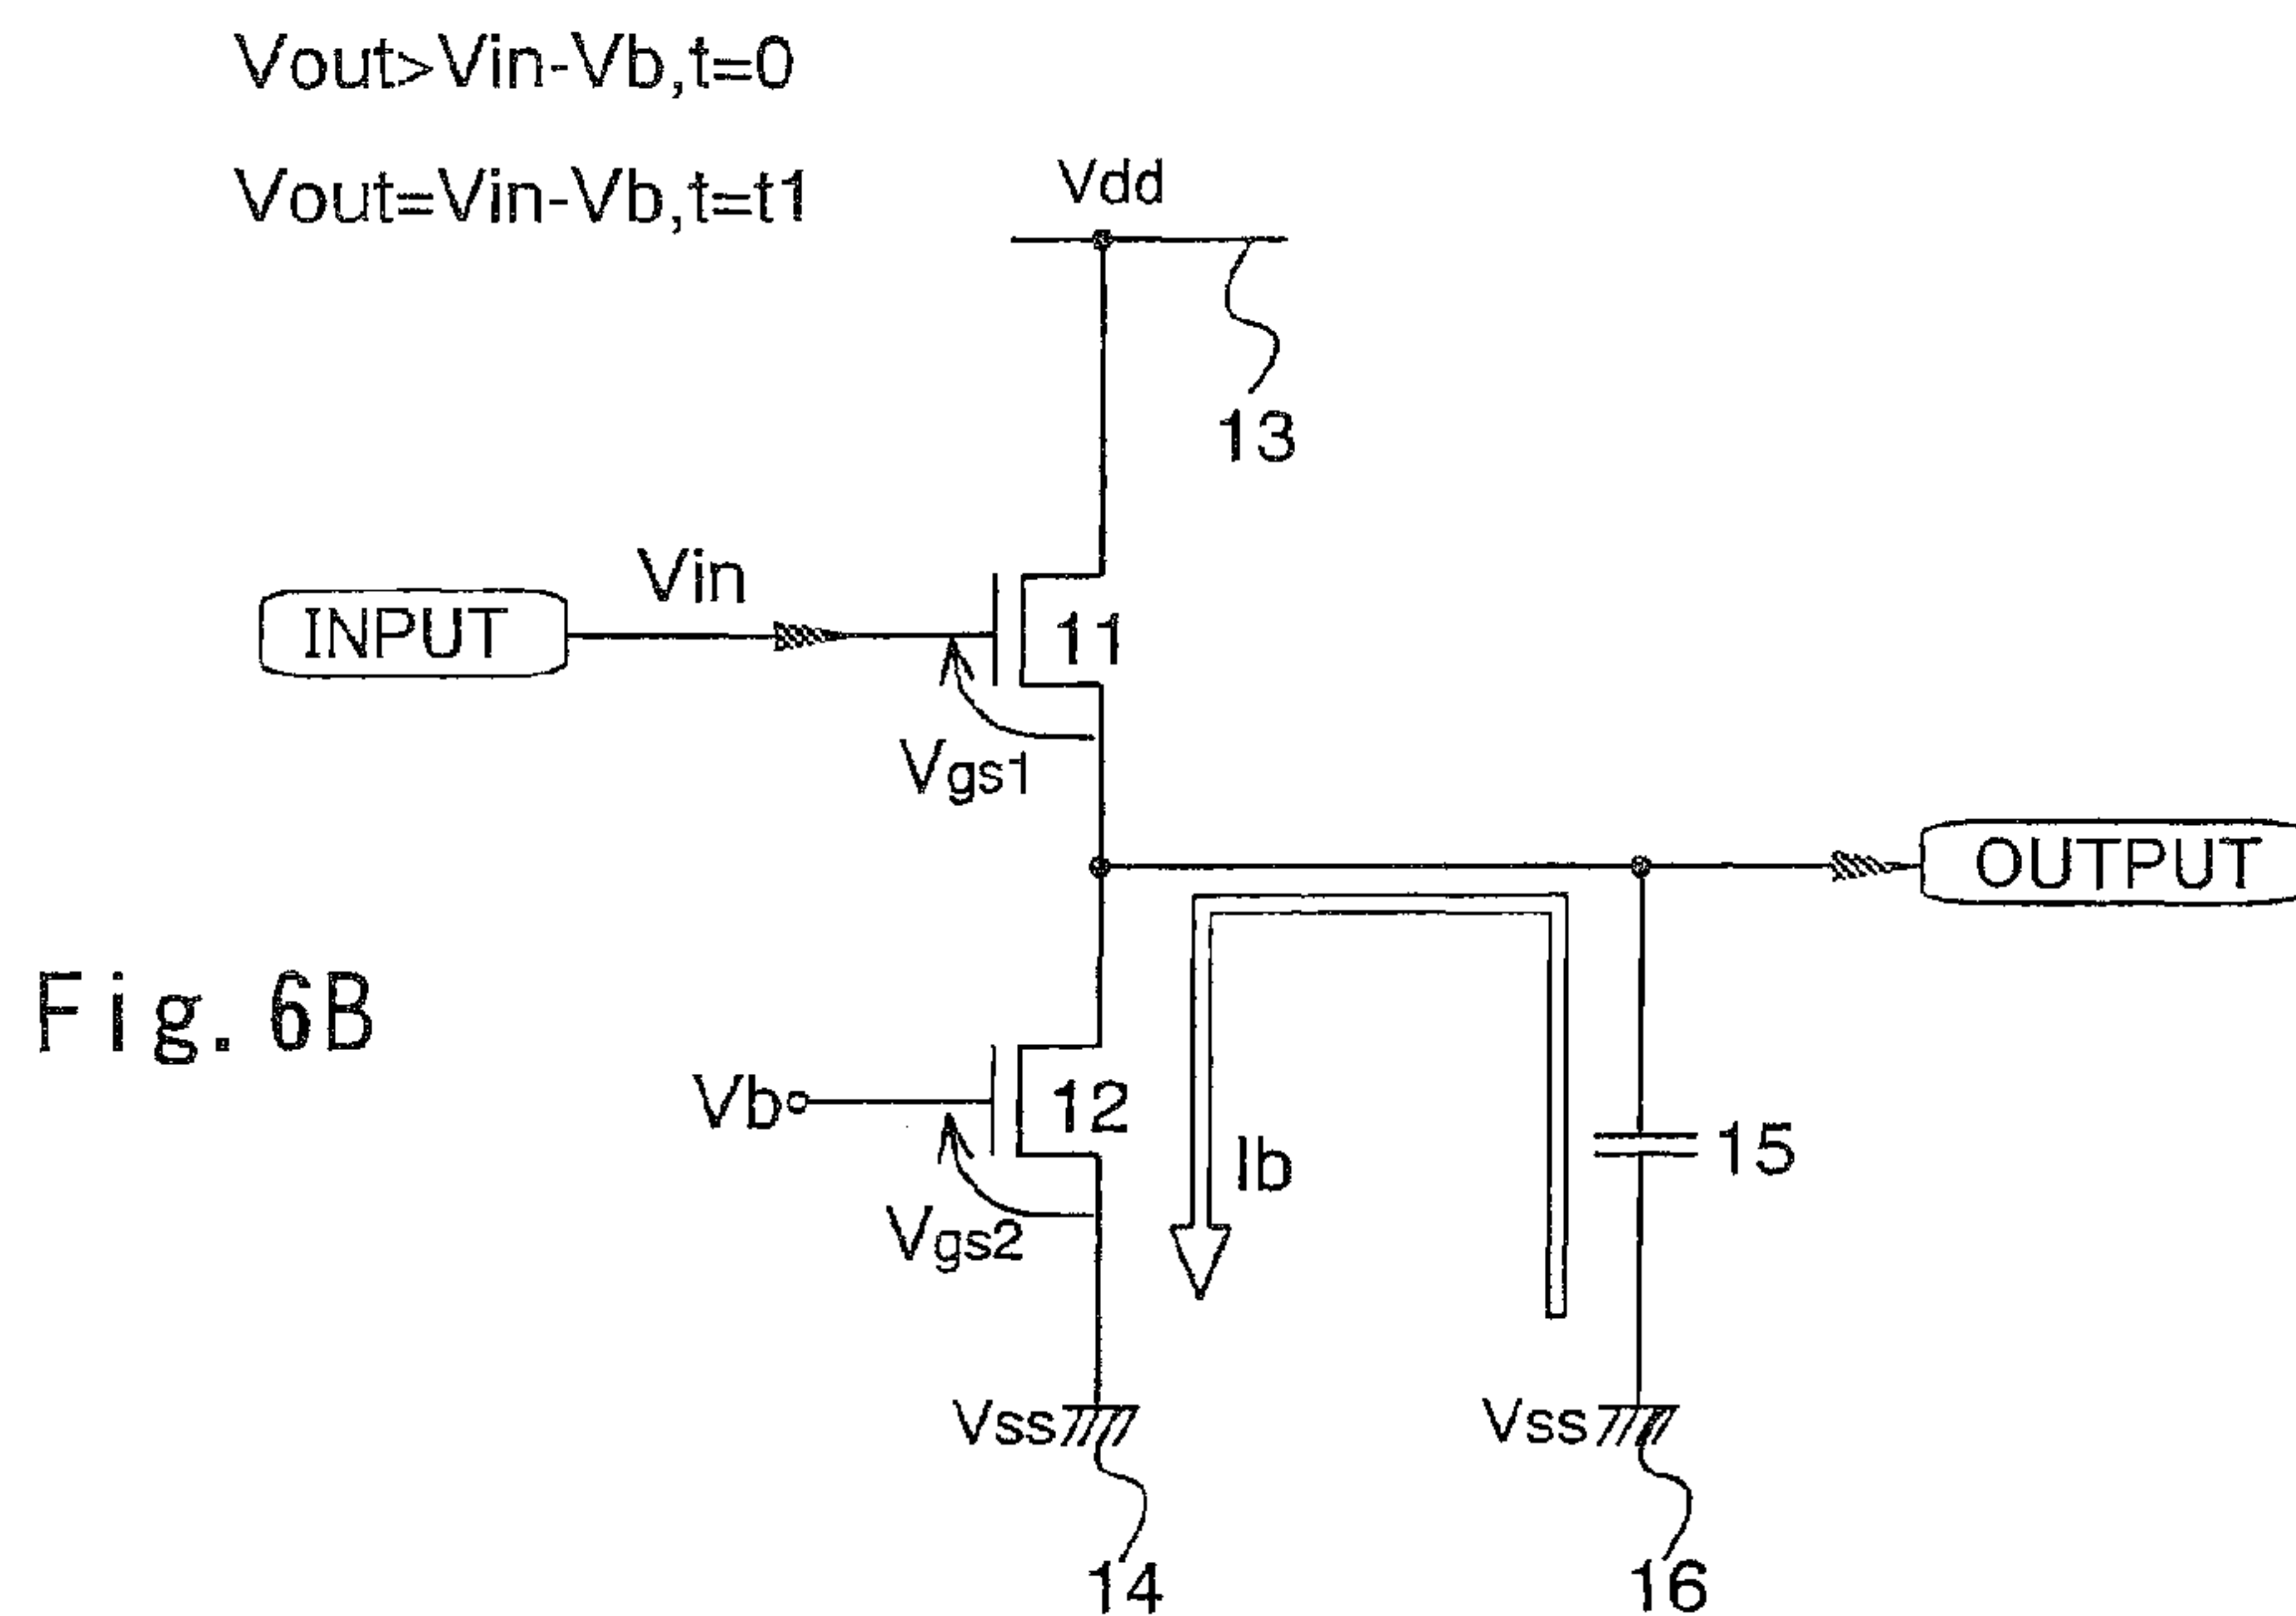 Vout>Vin-Vb,t=0
Vout=Vin-Vb,t=t1
Vdd
13
Vin
INPUT
11
Vgs1
OUTPUT
Fig. 6B
Vb
12
Ib
15
Vgs2
Vss
Vss
14
16